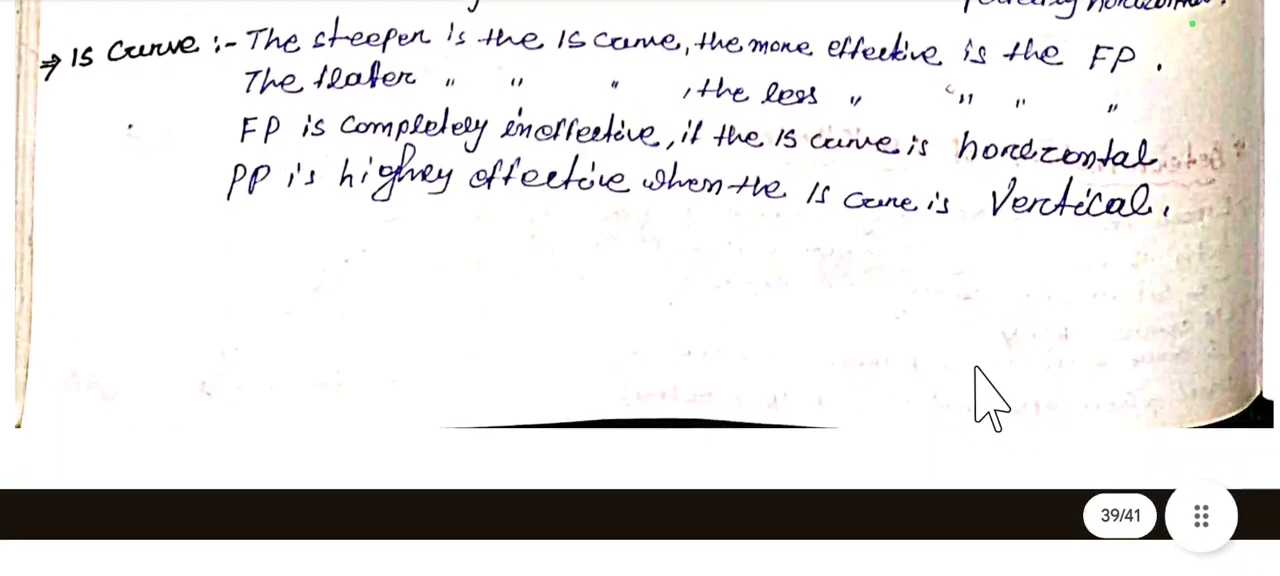 ⇒ IS Curve :- The steeper is the IS curve, the more effective is the FP.
The flater " " " , the less " " " "
FP is completely ineffective, if the IS curve is horizontal
PP is highey effective when the IS curve is Vertical.
39/41